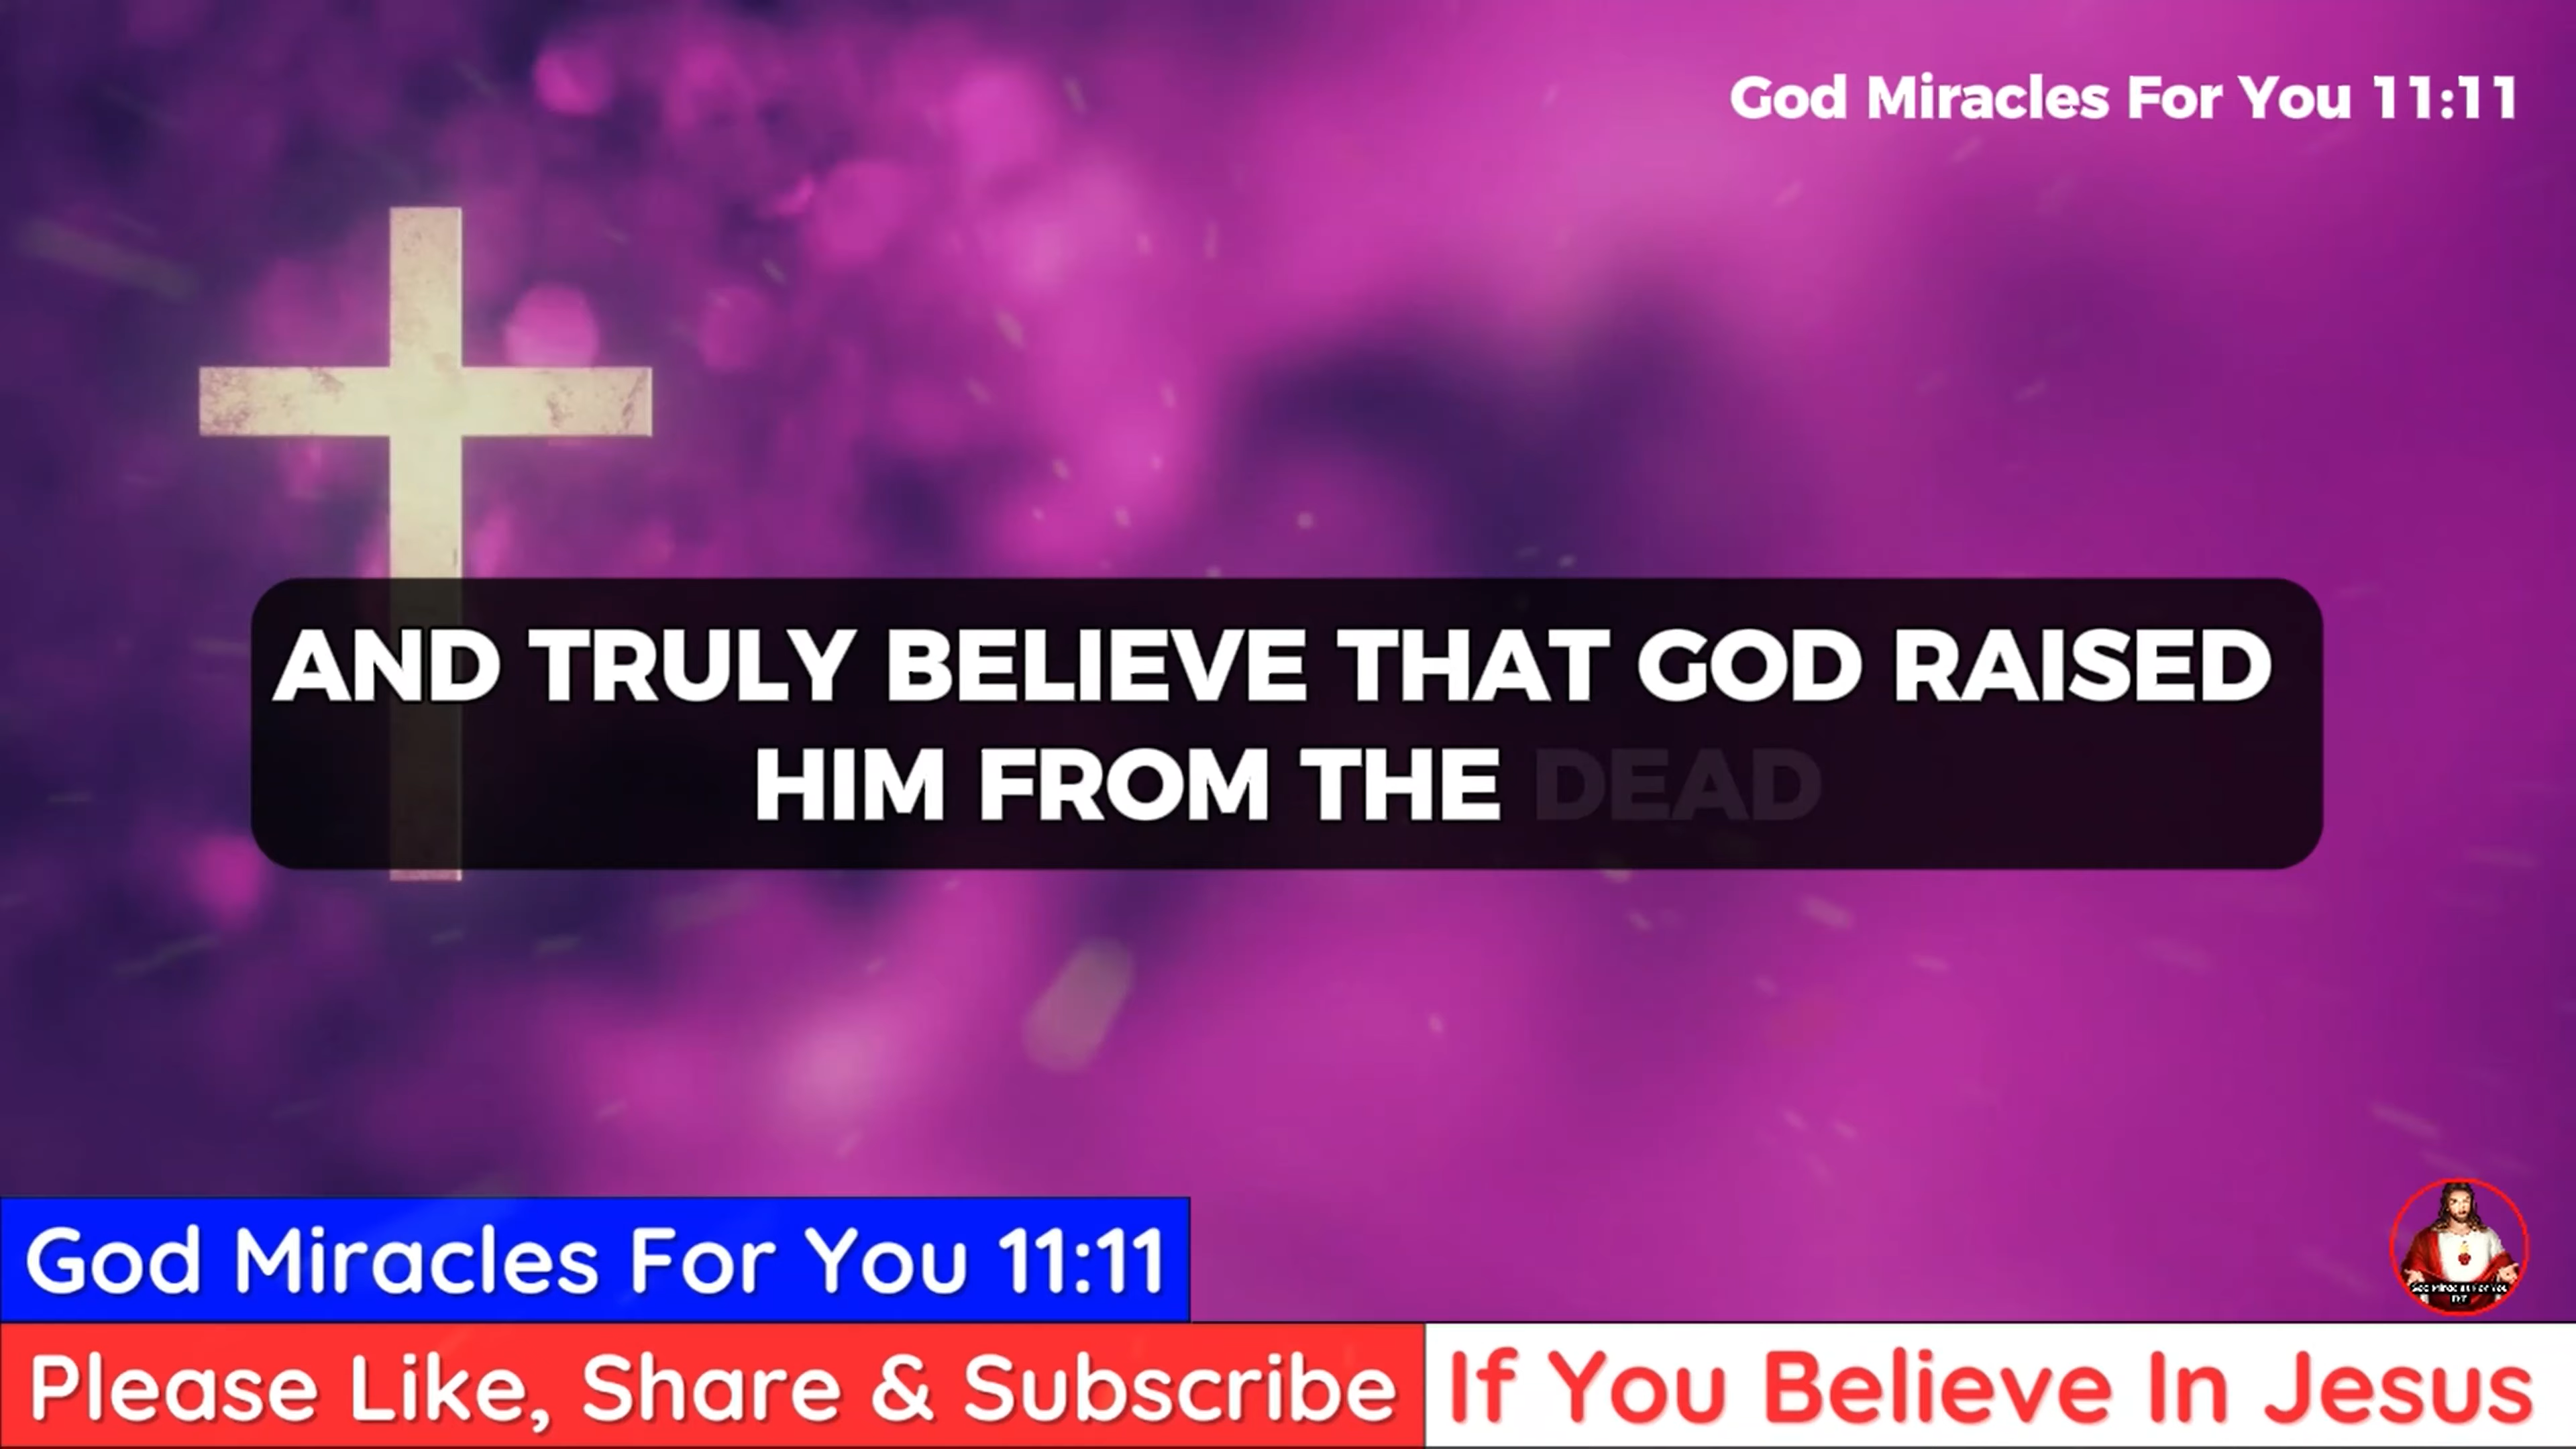 God Miracles For You 11:11
AND TRULY BELIEVE THAT GOD RAISED
HIM FROM THE DEAD
God Miracles For You 11:11
Please Like, Share & Subscribe If You Believe In Jesus